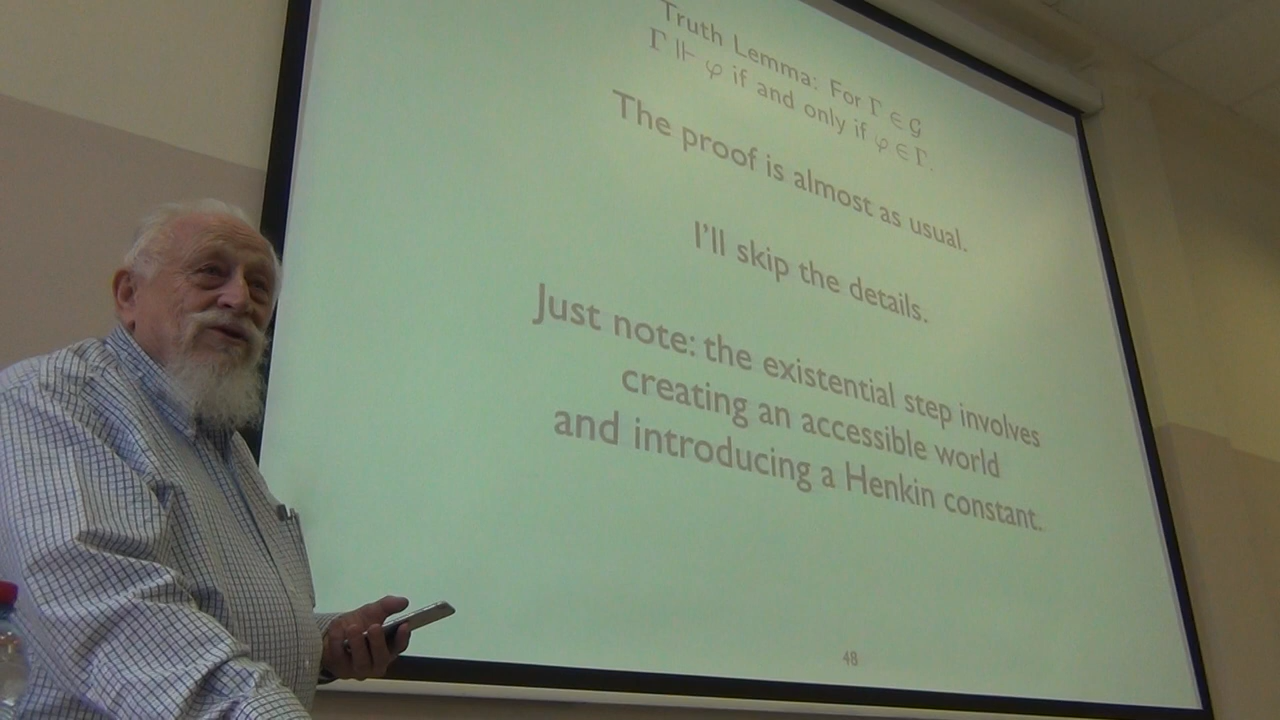 Truth Lemma: For Γ ∈ 𝒢
Γ ⊩ φ if and only if φ ∈ Γ.
The proof is almost as usual.
I'll skip the details.
Just note: the existential step involves
creating an accessible world
and introducing a Henkin constant.
48